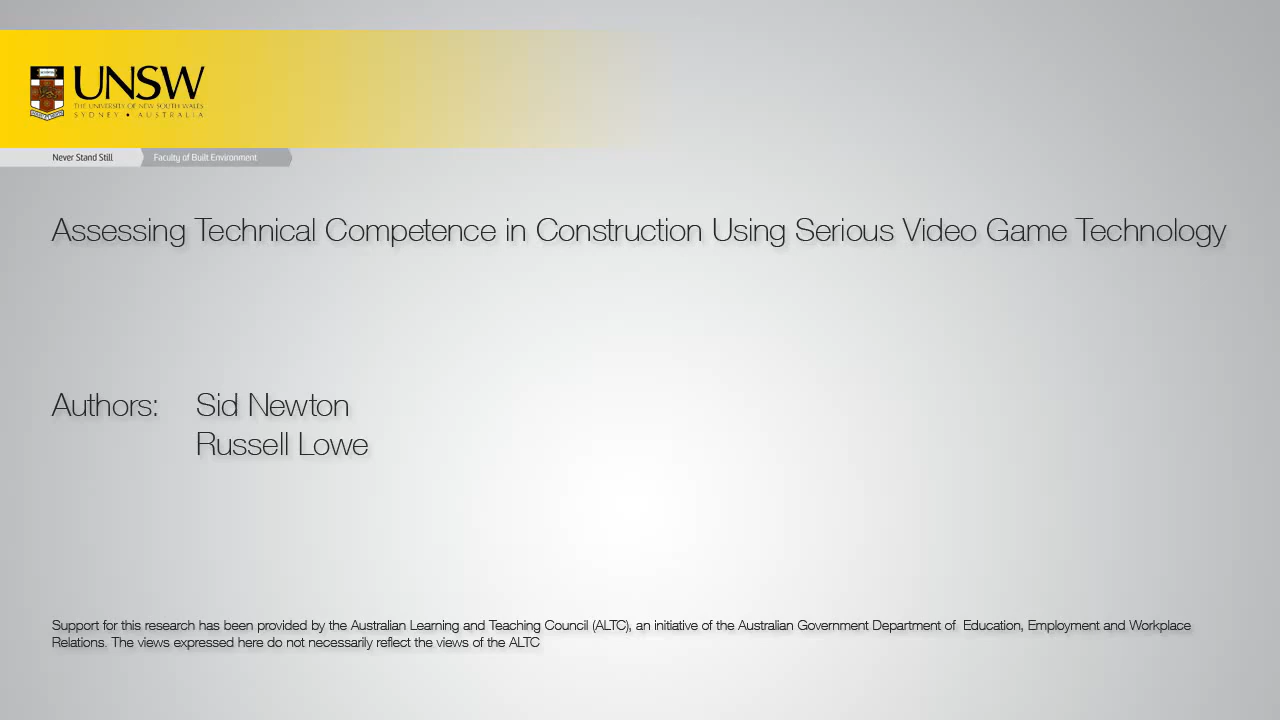 UNSW
THE UNIVERSITY OF NEW SOUTH WALES
SYDNEY • AUSTRALIA
Never Stand Still
Faculty of Built Environment
Assessing Technical Competence in Construction Using Serious Video Game Technology
Authors: Sid Newton
Russell Lowe
Support for this research has been provided by the Australian Learning and Teaching Council (ALTC), an initiative of the Australian Government Department of Education, Employment and Workplace
Relations. The views expressed here do not necessarily reflect the views of the ALTC